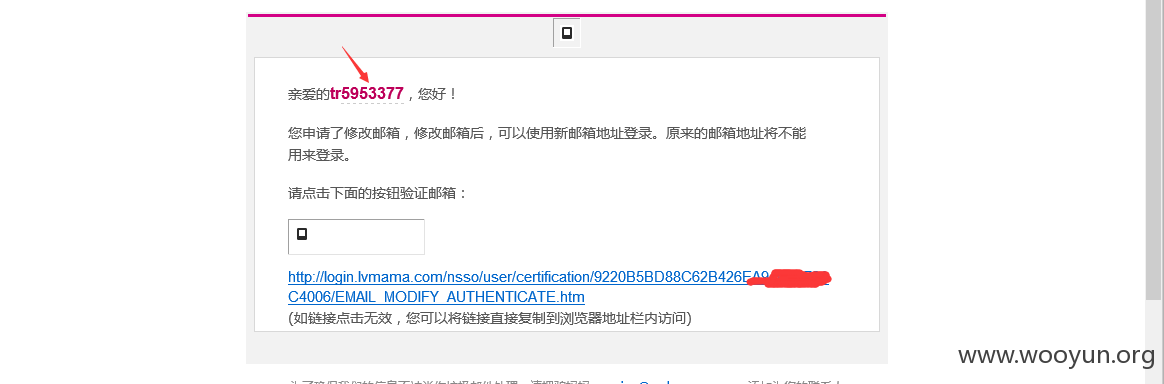 亲爱的tr5953377，您好！
您申请了修改邮箱，修改邮箱后，可以使用新邮箱地址登录。原来的邮箱地址将不能
用来登录。
请点击下面的按钮验证邮箱：
http://login.lvmama.com/nsso/user/certification/9220B5BD88C62B426EA9
C4006/EMAIL_MODIFY_AUTHENTICATE.htm
(如链接点击无效，您可以将链接直接复制到浏览器地址栏内访问)
www.wooyun.org